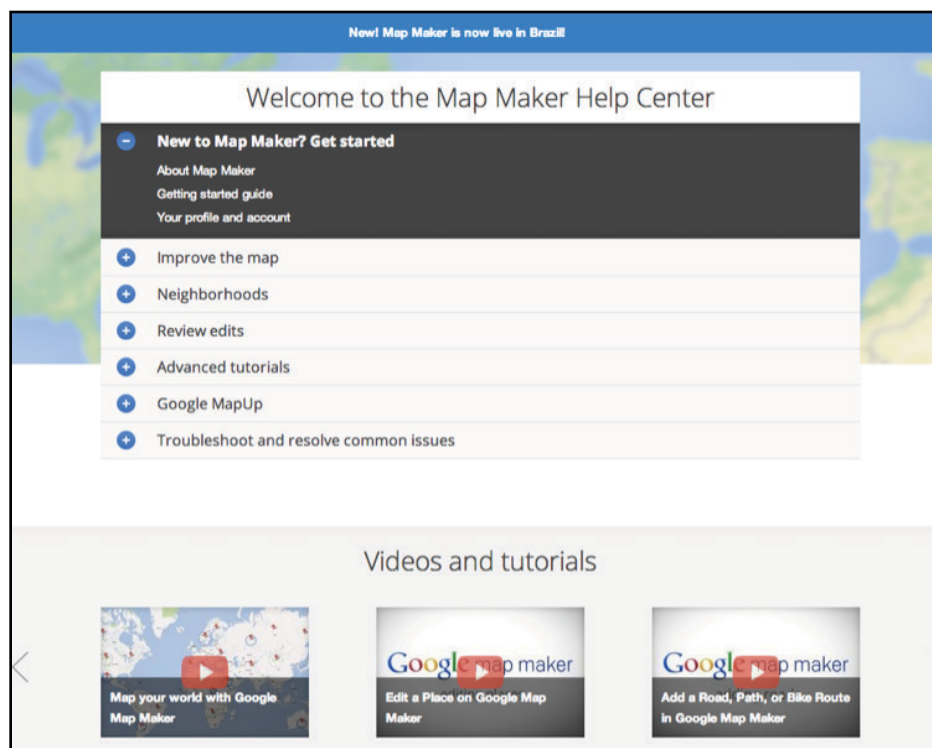 New! Map Maker is now live in Brazil!
Welcome to the Map Maker Help Center
New to Map Maker? Get started
About Map Maker
Getting started guide
Your profile and account
Improve the map
Neighborhoods
Review edits
Advanced tutorials
Google MapUp
Troubleshoot and resolve common issues
Videos and tutorials
Map your world with Google
Map Maker
Google map maker
Edit a Place on Google Map
Maker
Google map maker
Add a Road, Path, or Bike Route
in Google Map Maker